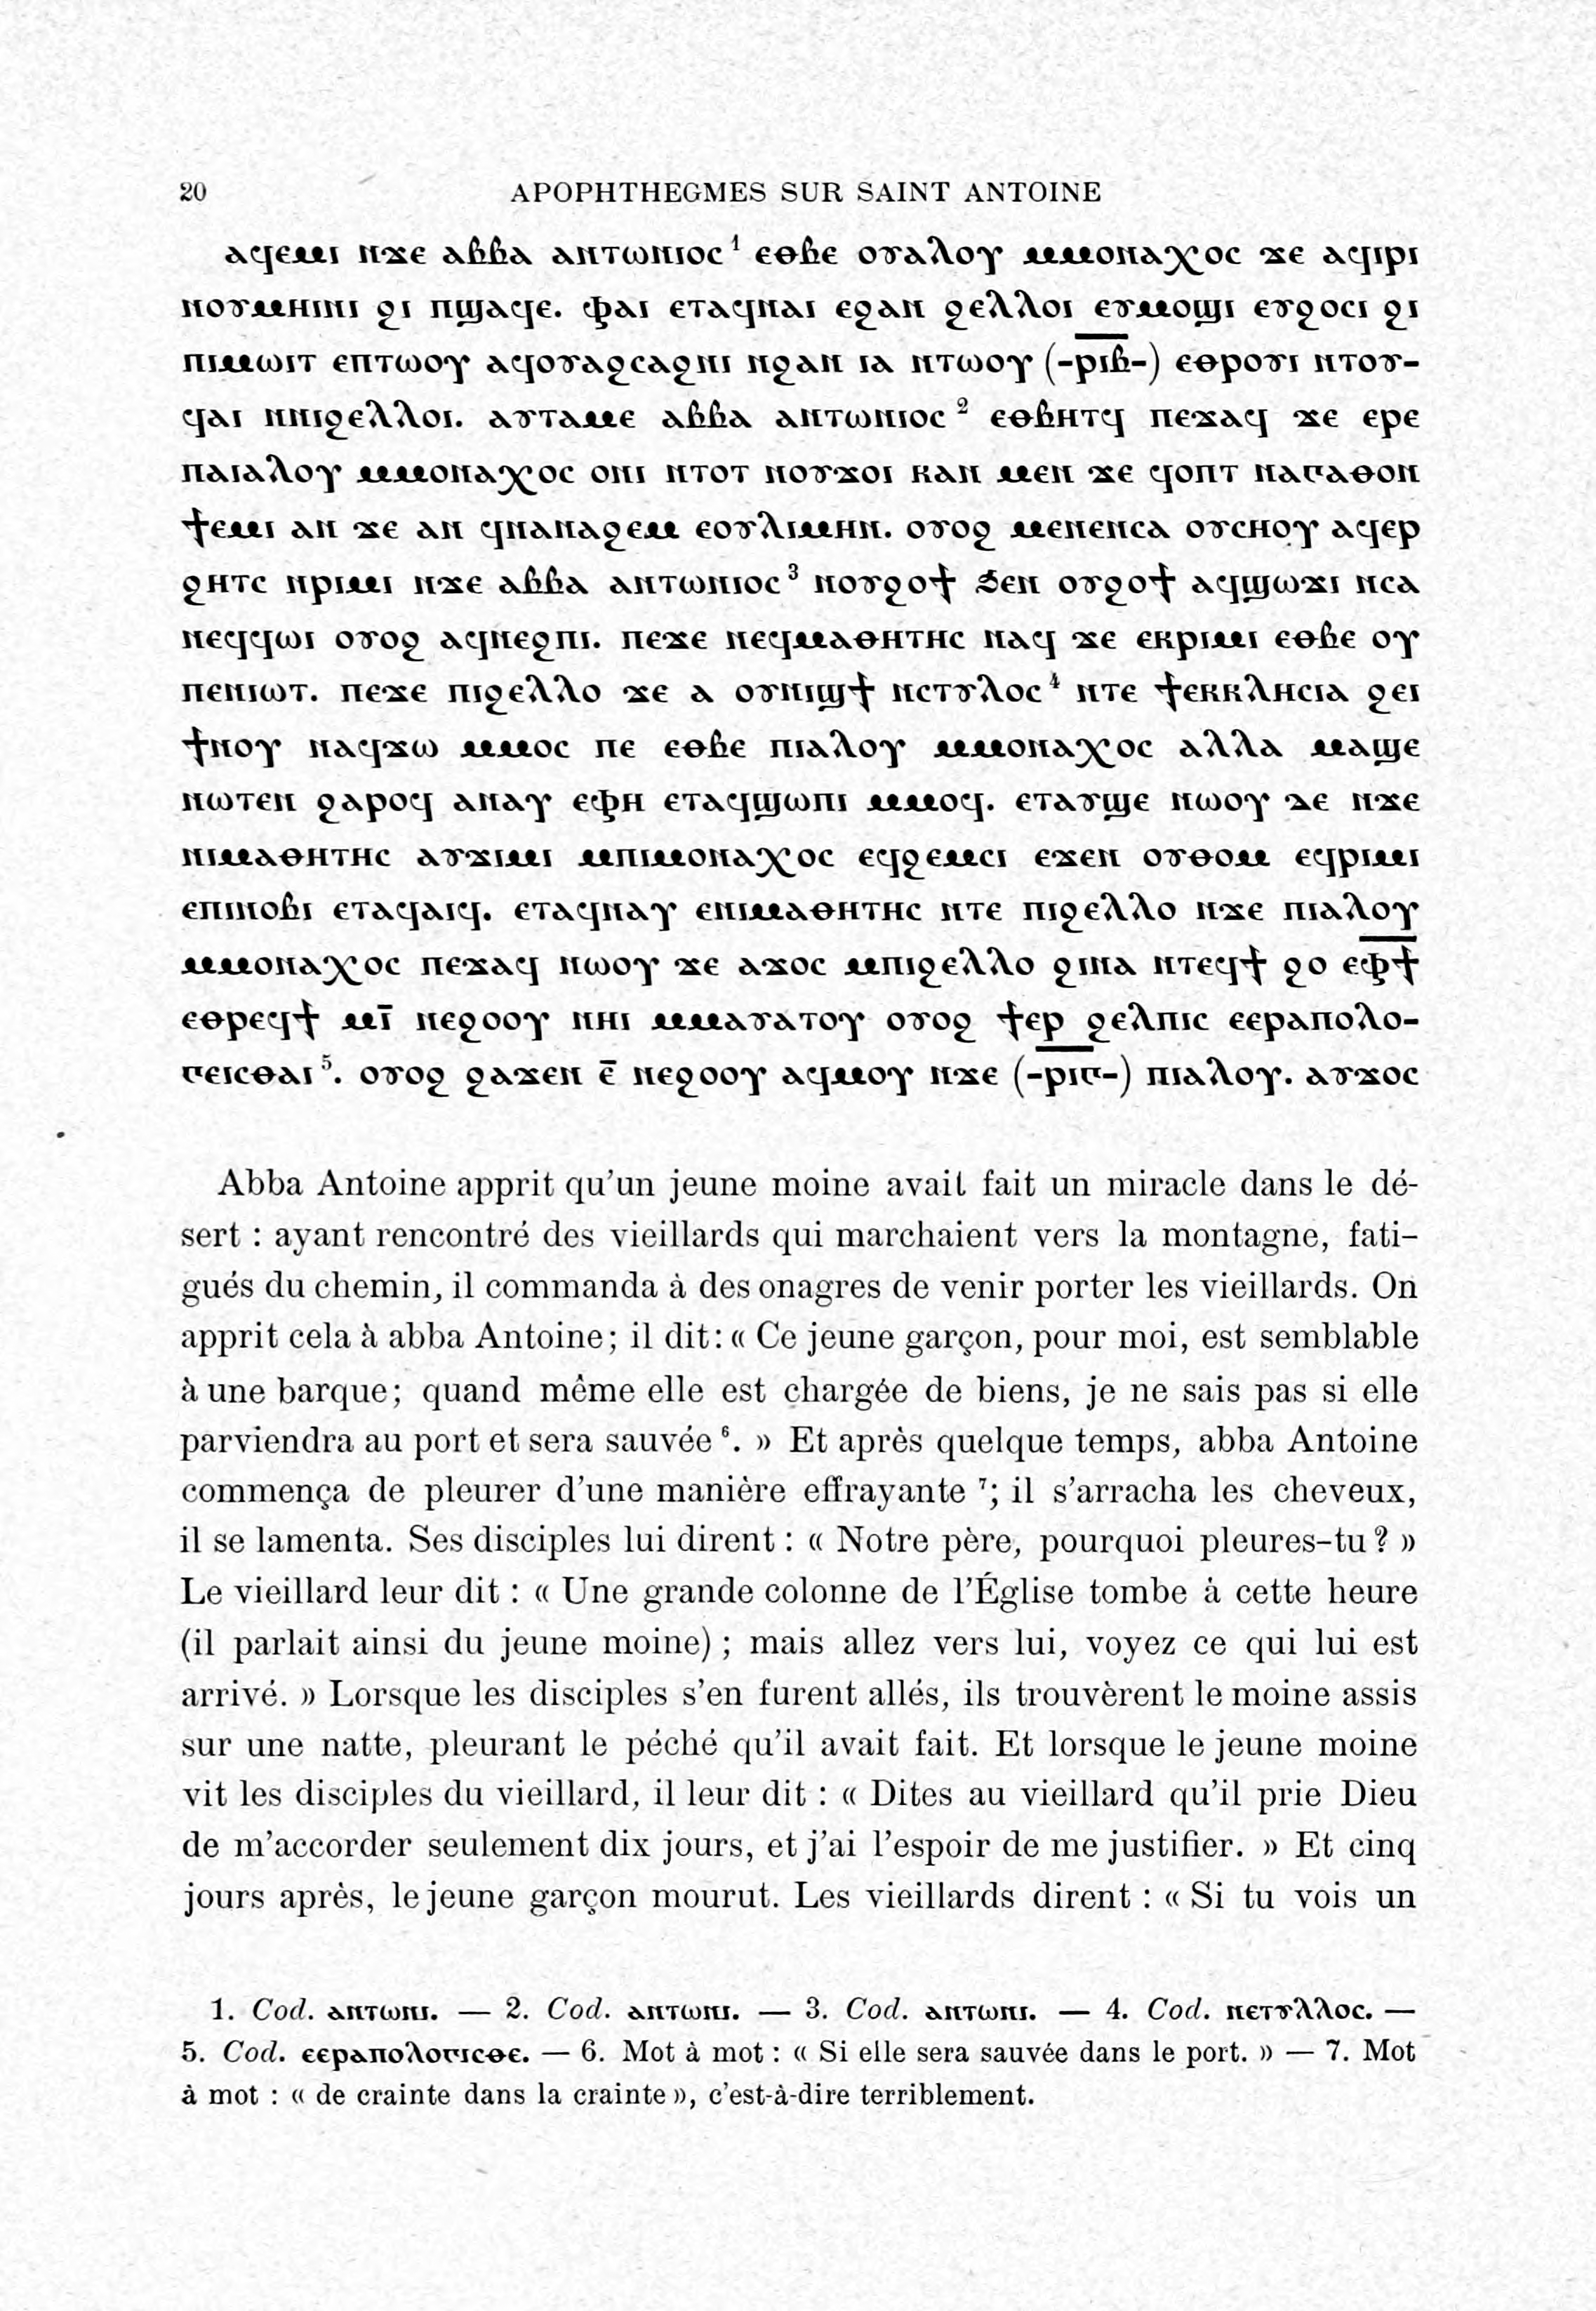 20 APOPHTHEGMES SUR SAINT ANTOINE
ⲁϥⲉⲙⲓ ⲛϫⲉ ⲁⲃⲃⲁ ⲁⲛⲧⲱⲛⲓⲟⲥ¹ ⲉⲑⲃⲉ ⲟⲩⲁⲗⲟⲩ ⲙⲙⲟⲛⲁⲭⲟⲥ ϫⲉ ⲁϥⲓⲣⲓ
ⲛⲟⲩⲙⲏⲓⲛⲓ ϩⲓ ⲡϣⲁϥⲉ. ⲫⲁⲓ ⲉⲧⲁϥⲛⲁⲓ ⲉϩⲁⲛ ϩⲉⲗⲗⲟⲓ ⲉⲩⲙⲟϣⲓ ⲉⲩϩⲟⲥⲓ ϩⲓ
ⲡⲓⲙⲱⲓⲧ ⲉⲡⲧⲱⲟⲩ ⲁϥⲟⲩⲁϩⲥⲁϩⲛⲓ ⲛϩⲁⲛ ⲓⲁ ⲛⲧⲱⲟⲩ (-ⲣ̅ⲓ̅ⲃ̅-) ⲉⲑⲣⲟⲩⲓ ⲛⲧⲟⲩ-
ϥⲁⲓ ⲛⲛⲓϩⲉⲗⲗⲟⲓ. ⲁⲩⲧⲁⲙⲉ ⲁⲃⲃⲁ ⲁⲛⲧⲱⲛⲓⲟⲥ² ⲉⲑⲃⲏⲧϥ ⲡⲉϫⲁϥ ϫⲉ ⲉⲣⲉ
ⲡⲁⲓⲁⲗⲟⲩ ⲙⲙⲟⲛⲁⲭⲟⲥ ⲟⲛⲓ ⲛⲧⲟⲧ ⲛⲟⲩϫⲟⲓ ⲕⲁⲛ ⲙⲉⲛ ϫⲉ ϥⲟⲡⲧ ⲛⲁⲅⲁⲑⲟⲛ
ϯⲉⲙⲓ ⲁⲛ ϫⲉ ⲁⲛ ϥⲛⲁⲛⲁϩⲉⲙ ⲉⲟⲩⲗⲓⲙⲏⲛ. ⲟⲩⲟϩ ⲙⲉⲛⲉⲛⲥⲁ ⲟⲩⲥⲛⲟⲩ ⲁϥⲉⲣ
ϩⲏⲧⲥ ⲛⲣⲓⲙⲓ ⲛϫⲉ ⲁⲃⲃⲁ ⲁⲛⲧⲱⲛⲓⲟⲥ³ ⲛⲟⲩϩⲟϯ ϧⲉⲛ ⲟⲩϩⲟϯ ⲁϥϣⲱϫⲓ ⲛⲥⲁ
ⲛⲉϥϥⲱⲓ ⲟⲩⲟϩ ⲁϥⲛⲉϩⲡⲓ. ⲡⲉϫⲉ ⲛⲉϥⲙⲁⲑⲏⲧⲏⲥ ⲛⲁϥ ϫⲉ ⲉⲕⲣⲓⲙⲓ ⲉⲑⲃⲉ ⲟⲩ
ⲡⲉⲛⲓⲱⲧ. ⲡⲉϫⲉ ⲡⲓϩⲉⲗⲗⲟ ϫⲉ ⲁ ⲟⲩⲛⲓϣϯ ⲛⲥⲧⲩⲗⲟⲥ⁴ ⲛⲧⲉ ϯⲉⲕⲕⲗⲏⲥⲓⲁ ϩⲉⲓ
ϯⲛⲟⲩ ⲛⲁϥϫⲱ ⲙⲙⲟⲥ ⲡⲉ ⲉⲑⲃⲉ ⲡⲓⲁⲗⲟⲩ ⲙⲙⲟⲛⲁⲭⲟⲥ ⲁⲗⲗⲁ ⲙⲁϣⲉ
ⲛⲱⲧⲉⲛ ϩⲁⲣⲟϥ ⲁⲛⲁⲩ ⲉⲫⲏ ⲉⲧⲁϥϣⲱⲡⲓ ⲙⲙⲟϥ. ⲉⲧⲁⲩϣⲉ ⲛⲱⲟⲩ ⲇⲉ ⲛϫⲉ
ⲛⲓⲙⲁⲑⲏⲧⲏⲥ ⲁⲩϫⲓⲙⲓ ⲙⲡⲓⲙⲟⲛⲁⲭⲟⲥ ⲉϥϩⲉⲙⲥⲓ ⲉϫⲉⲛ ⲟⲩⲑⲟⲙ ⲉϥⲣⲓⲙⲓ
ⲉⲡⲓⲛⲟⲃⲓ ⲉⲧⲁϥⲁⲓϥ. ⲉⲧⲁϥⲛⲁⲩ ⲉⲛⲓⲙⲁⲑⲏⲧⲏⲥ ⲛⲧⲉ ⲡⲓϩⲉⲗⲗⲟ ⲛϫⲉ ⲡⲓⲁⲗⲟⲩ
ⲙⲙⲟⲛⲁⲭⲟⲥ ⲡⲉϫⲁϥ ⲛⲱⲟⲩ ϫⲉ ⲁϫⲟⲥ ⲙⲡⲓϩⲉⲗⲗⲟ ϩⲓⲛⲁ ⲛⲧⲉϥϯ ϩⲟ ⲉⲫ̅ϯ̅
ⲉⲑⲣⲉϥϯ ⲙⲓ̅ ⲛⲉϩⲟⲟⲩ ⲛⲏⲓ ⲙⲙⲁⲩⲁⲧⲟⲩ ⲟⲩⲟϩ ϯⲉⲣ ϩⲉⲗⲡⲓⲥ ⲉⲉⲣⲁⲡⲟⲗⲟ-
ⲅⲉⲓⲥⲑⲁⲓ⁵. ⲟⲩⲟϩ ϩⲁϫⲉⲛ ⲉ̅ ⲛⲉϩⲟⲟⲩ ⲁϥⲙⲟⲩ ⲛϫⲉ (-ⲣ̅ⲓ̅ⲅ̅-) ⲡⲓⲁⲗⲟⲩ. ⲁⲩϫⲟⲥ
Abba Antoine apprit qu'un jeune moine avait fait un miracle dans le dé-
sert : ayant rencontré des vieillards qui marchaient vers la montagne, fati-
gués du chemin, il commanda à des onagres de venir porter les vieillards. On
apprit cela à abba Antoine; il dit: « Ce jeune garçon, pour moi, est semblable
à une barque; quand même elle est chargée de biens, je ne sais pas si elle
parviendra au port et sera sauvée ⁶. » Et après quelque temps, abba Antoine
commença de pleurer d'une manière effrayante ⁷; il s'arracha les cheveux,
il se lamenta. Ses disciples lui dirent : « Notre père, pourquoi pleures-tu ? »
Le vieillard leur dit : « Une grande colonne de l'Église tombe à cette heure
(il parlait ainsi du jeune moine) ; mais allez vers lui, voyez ce qui lui est
arrivé. » Lorsque les disciples s'en furent allés, ils trouvèrent le moine assis
sur une natte, pleurant le péché qu'il avait fait. Et lorsque le jeune moine
vit les disciples du vieillard, il leur dit : « Dites au vieillard qu'il prie Dieu
de m'accorder seulement dix jours, et j'ai l'espoir de me justifier. » Et cinq
jours après, le jeune garçon mourut. Les vieillards dirent : « Si tu vois un
1. Cod. ⲁⲛⲧⲱⲛⲓ. — 2. Cod. ⲁⲛⲧⲱⲛⲓ. — 3. Cod. ⲁⲛⲧⲱⲛⲓ. — 4. Cod. ⲛⲉⲧⲩⲗⲗⲟⲥ. —
5. Cod. ⲉⲉⲣⲁⲡⲟⲗⲟⲅⲓⲥⲑⲉ. — 6. Mot à mot : « Si elle sera sauvée dans le port. » — 7. Mot
à mot : « de crainte dans la crainte », c'est-à-dire terriblement.